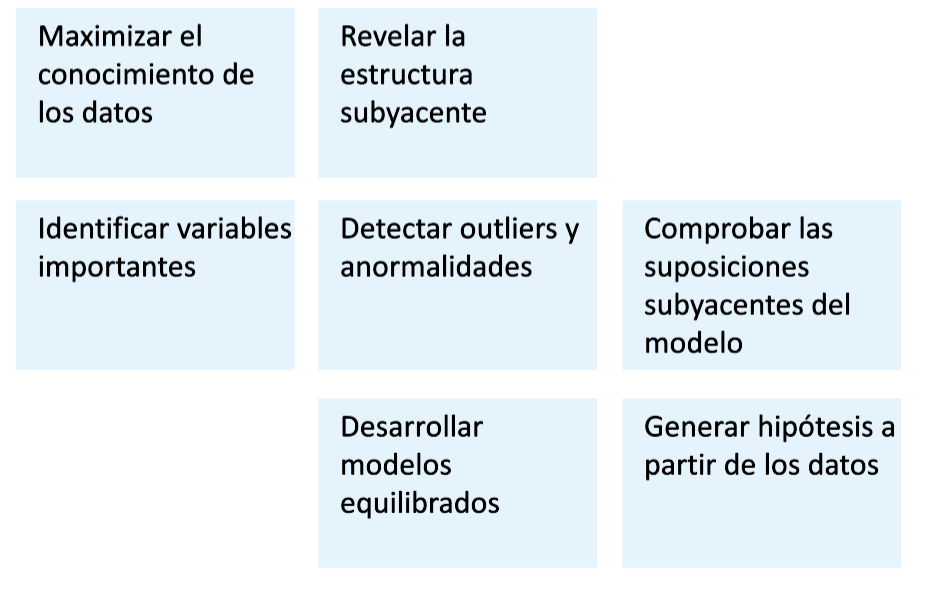 Maximizar el
conocimiento de
los datos
Revelar la
estructura
subyacente
Identificar variables
importantes
Detectar outliers y
anormalidades
Comprobar las
suposiciones
subyacentes del
modelo
Desarrollar
modelos
equilibrados
Generar hipótesis a
partir de los datos